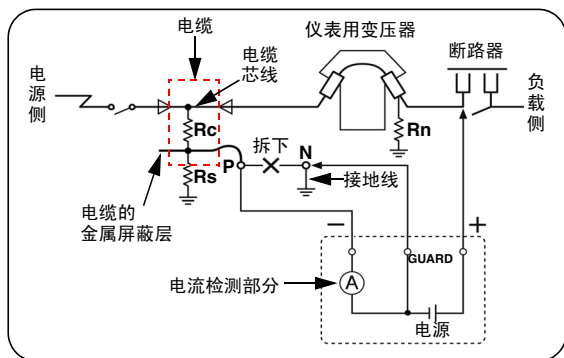 电缆
仪表用变压器
断路器
电源侧
电缆
芯线
负载侧
Rc
Rn
拆下
P
N
Rs
接地线
电缆的
金属屏蔽层
－
＋
GUARD
A
电流检测部分
电源